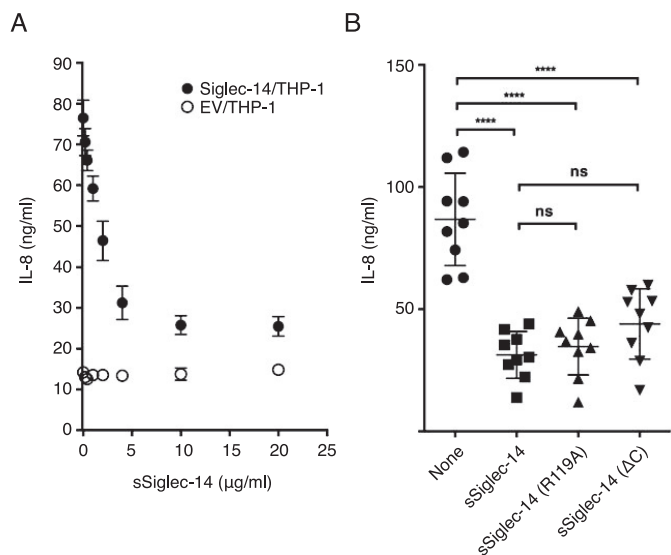 A
Siglec-14/THP-1
EV/THP-1
IL-8 (ng/ml)
90
80
70
60
50
40
30
20
10
0
0
5
10
15
20
25
sSiglec-14 (µg/ml)
B
****
****
****
ns
ns
IL-8 (ng/ml)
150
100
50
None
sSiglec-14
sSiglec-14 (R119A)
sSiglec-14 (ΔC)